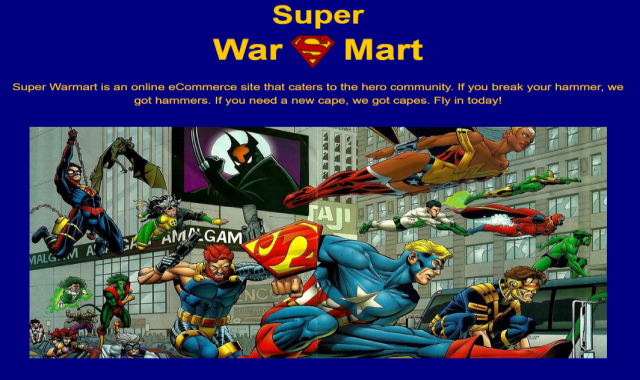 Super
War S Mart
Super Warmart is an online eCommerce site that caters to the hero community. If you break your hammer, we
got hammers. If you need a new cape, we got capes. Fly in today!
TAJI
AMALGAM